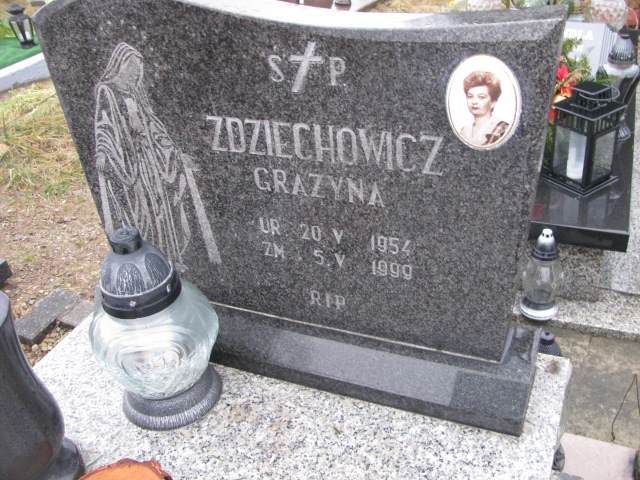 Ś † P.
ZDZIECHOWICZ
GRAŻYNA
UR 20 V 1954
ZM 5.V 1999
RIP